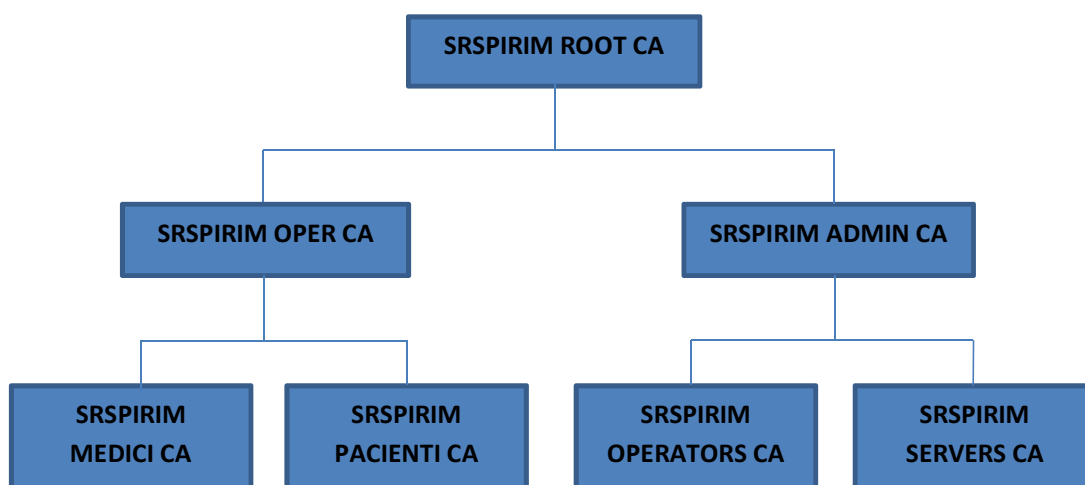 SRSPIRIM ROOT CA
SRSPIRIM OPER CA
SRSPIRIM ADMIN CA
SRSPIRIM
MEDICI CA
SRSPIRIM
PACIENTI CA
SRSPIRIM
OPERATORS CA
SRSPIRIM
SERVERS CA